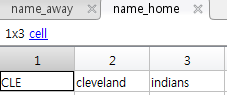 name_away name_home
1x3 cell
1 2 3
CLE cleveland indians